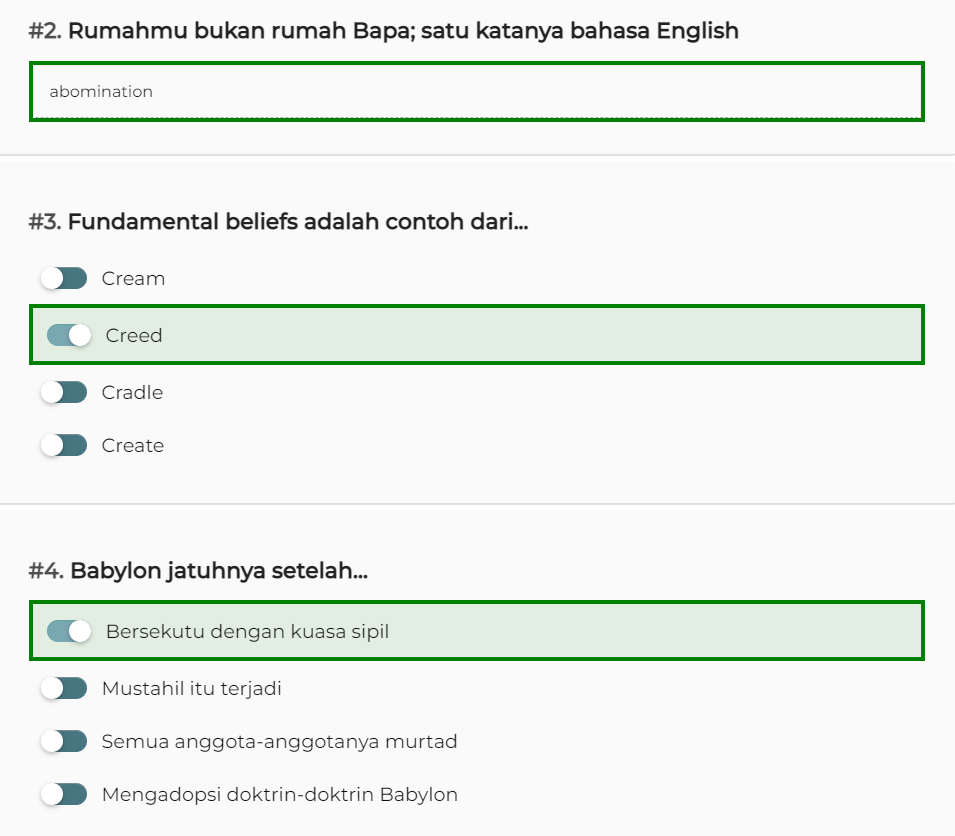 #2. Rumahmu bukan rumah Bapa; satu katanya bahasa English
abomination
#3. Fundamental beliefs adalah contoh dari...
Cream
Creed
Cradle
Create
#4. Babylon jatuhnya setelah...
Bersekutu dengan kuasa sipil
Mustahil itu terjadi
Semua anggota-anggotanya murtad
Mengadopsi doktrin-doktrin Babylon